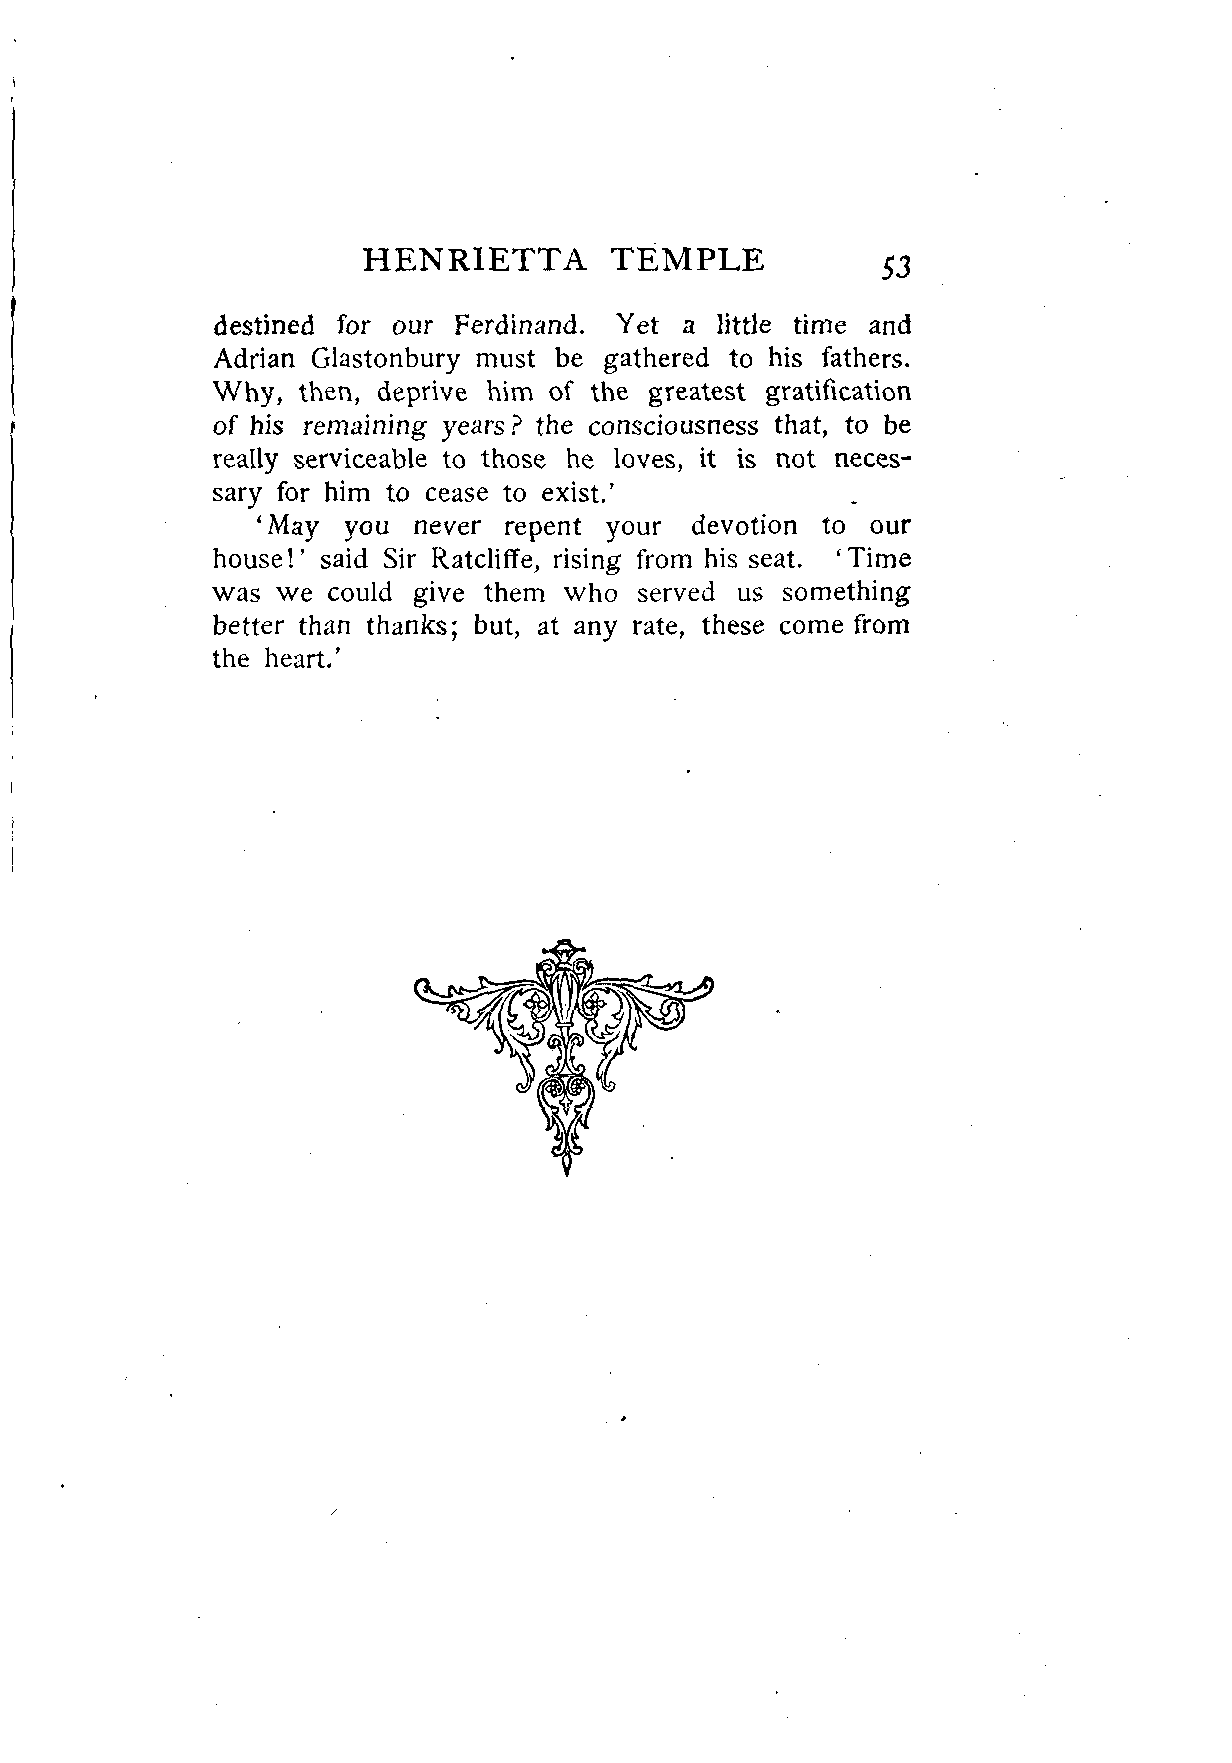 HENRIETTA TEMPLE 53
destined for our Ferdinand. Yet a little time and
Adrian Glastonbury must be gathered to his fathers.
Why, then, deprive him of the greatest gratification
of his remaining years? the consciousness that, to be
really serviceable to those he loves, it is not neces-
sary for him to cease to exist.'
'May you never repent your devotion to our
house!' said Sir Ratcliffe, rising from his seat. 'Time
was we could give them who served us something
better than thanks; but, at any rate, these come from
the heart.'